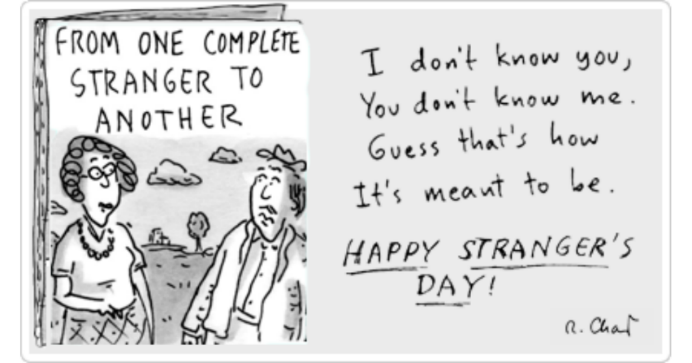 FROM ONE COMPLETE
STRANGER TO
ANOTHER
I don't know you,
You don't know me.
Guess that's how
It's meant to be.
HAPPY STRANGER'S
DAY!
R. Chast